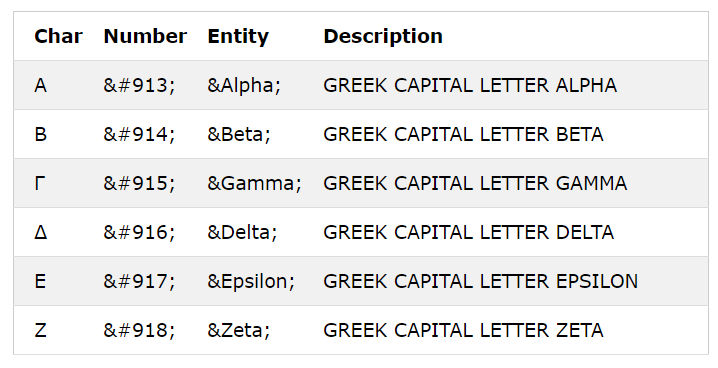 Char Number Entity Description
Α &#913; &Alpha; GREEK CAPITAL LETTER ALPHA
Β &#914; &Beta; GREEK CAPITAL LETTER BETA
Γ &#915; &Gamma; GREEK CAPITAL LETTER GAMMA
Δ &#916; &Delta; GREEK CAPITAL LETTER DELTA
Ε &#917; &Epsilon; GREEK CAPITAL LETTER EPSILON
Ζ &#918; &Zeta; GREEK CAPITAL LETTER ZETA